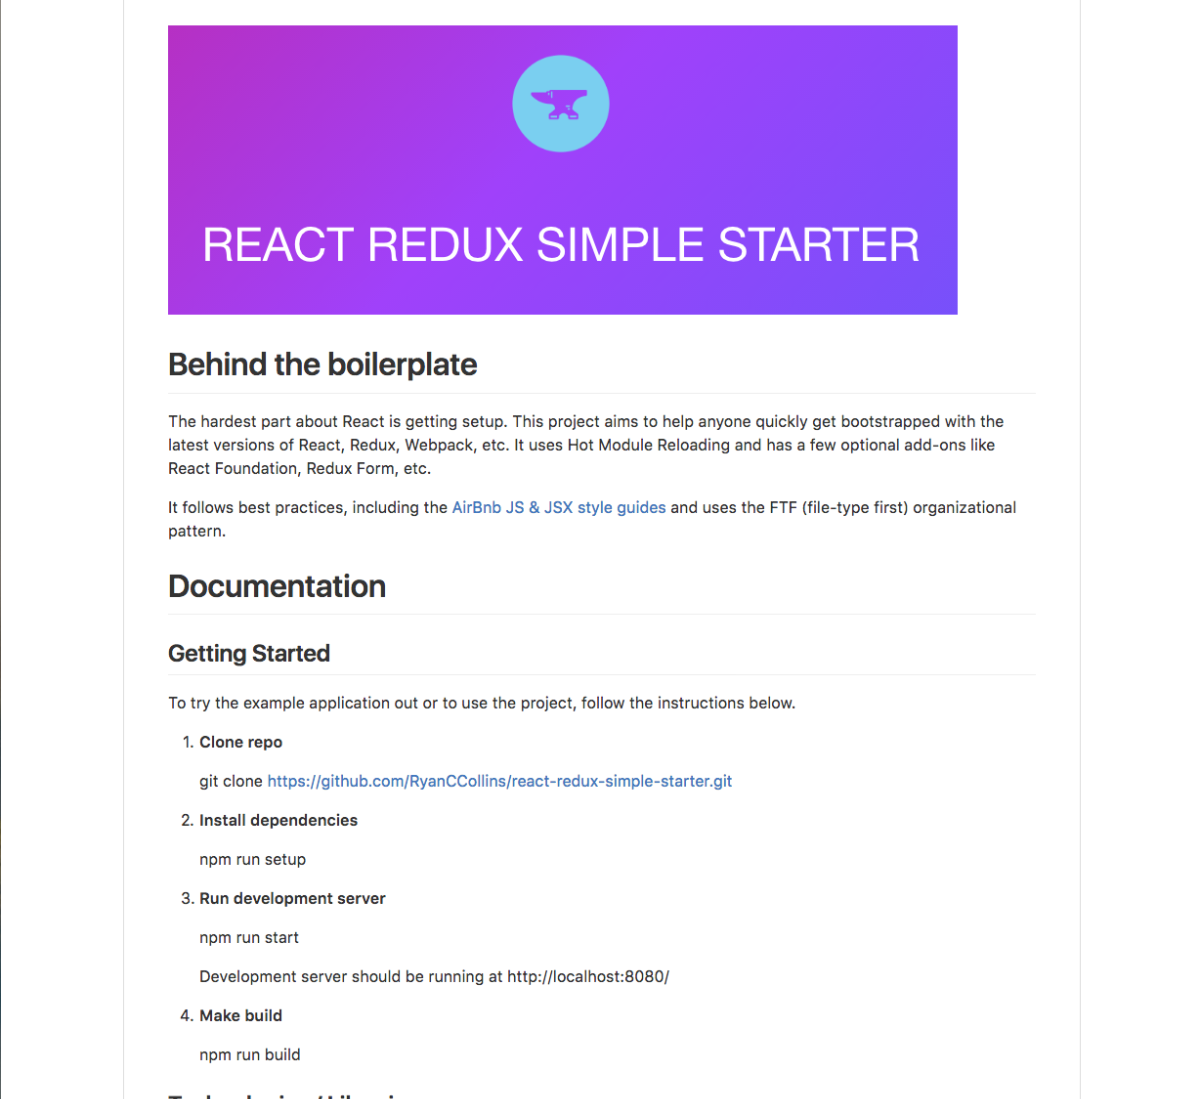 REACT REDUX SIMPLE STARTER
Behind the boilerplate
The hardest part about React is getting setup. This project aims to help anyone quickly get bootstrapped with the
latest versions of React, Redux, Webpack, etc. It uses Hot Module Reloading and has a few optional add-ons like
React Foundation, Redux Form, etc.
It follows best practices, including the AirBnb JS & JSX style guides and uses the FTF (file-type first) organizational
pattern.
Documentation
Getting Started
To try the example application out or to use the project, follow the instructions below.
1. Clone repo
git clone https://github.com/RyanCCollins/react-redux-simple-starter.git
2. Install dependencies
npm run setup
3. Run development server
npm run start
Development server should be running at http://localhost:8080/
4. Make build
npm run build